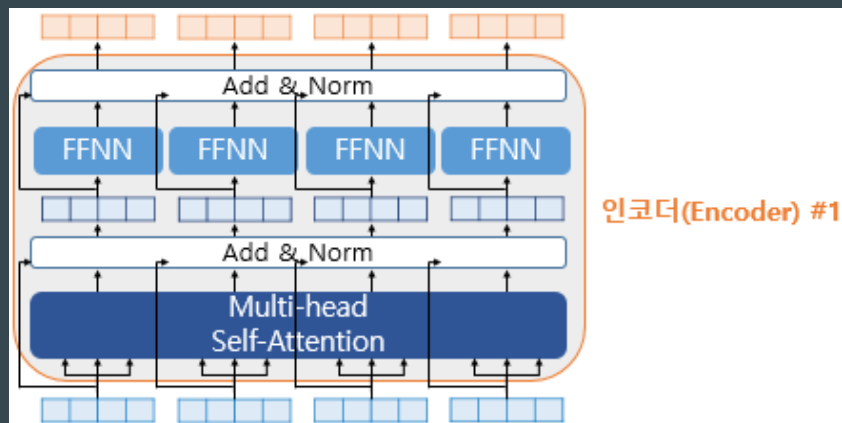 Add & Norm
FFNN FFNN FFNN FFNN
인코더(Encoder) #1
Add & Norm
Multi-head
Self-Attention